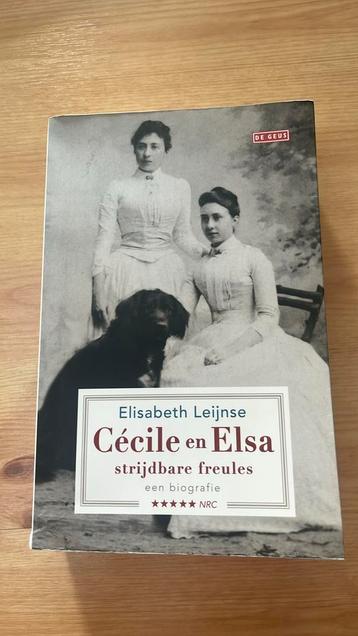 DE GEUS
Elisabeth Leijnse
Cécile en Elsa
strijdbare freules
een biografie
★★★★★ NRC